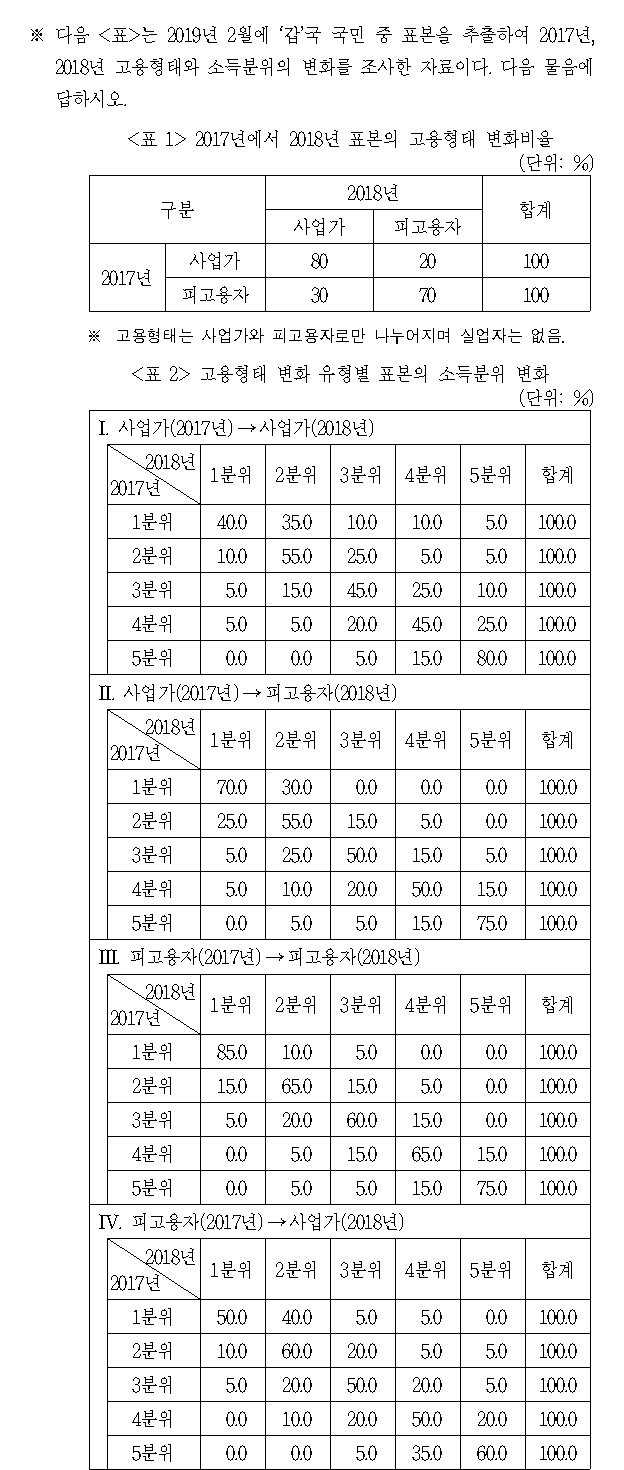 ※ 다음 <표>는 2019년 2월에 ‘갑’국 국민 중 표본을 추출하여 2017년,
2018년 고용형태와 소득분위의 변화를 조사한 자료이다. 다음 물음에
답하시오.
<표 1> 2017년에서 2018년 표본의 고용형태 변화비율
(단위: %)
구분 2018년 합계
사업가 피고용자
2017년 사업가 80 20 100
피고용자 30 70 100
※ 고용형태는 사업가와 피고용자로만 나누어지며 실업자는 없음.
<표 2> 고용형태 변화 유형별 표본의 소득분위 변화
(단위: %)
Ⅰ. 사업가(2017년)→사업가(2018년)
2018년
2017년 1분위 2분위 3분위 4분위 5분위 합계
1분위 40.0 35.0 10.0 10.0 5.0 100.0
2분위 10.0 55.0 25.0 5.0 5.0 100.0
3분위 5.0 15.0 45.0 25.0 10.0 100.0
4분위 5.0 5.0 20.0 45.0 25.0 100.0
5분위 0.0 0.0 5.0 15.0 80.0 100.0
Ⅱ. 사업가(2017년)→피고용자(2018년)
2018년
2017년 1분위 2분위 3분위 4분위 5분위 합계
1분위 70.0 30.0 0.0 0.0 0.0 100.0
2분위 25.0 55.0 15.0 5.0 0.0 100.0
3분위 5.0 25.0 50.0 15.0 5.0 100.0
4분위 5.0 10.0 20.0 50.0 15.0 100.0
5분위 0.0 5.0 5.0 15.0 75.0 100.0
Ⅲ. 피고용자(2017년)→피고용자(2018년)
2018년
2017년 1분위 2분위 3분위 4분위 5분위 합계
1분위 85.0 10.0 5.0 0.0 0.0 100.0
2분위 15.0 65.0 15.0 5.0 0.0 100.0
3분위 5.0 20.0 60.0 15.0 0.0 100.0
4분위 0.0 5.0 15.0 65.0 15.0 100.0
5분위 0.0 5.0 5.0 15.0 75.0 100.0
Ⅳ. 피고용자(2017년)→사업가(2018년)
2018년
2017년 1분위 2분위 3분위 4분위 5분위 합계
1분위 50.0 40.0 5.0 5.0 0.0 100.0
2분위 10.0 60.0 20.0 5.0 5.0 100.0
3분위 5.0 20.0 50.0 20.0 5.0 100.0
4분위 0.0 10.0 20.0 50.0 20.0 100.0
5분위 0.0 0.0 5.0 35.0 60.0 100.0